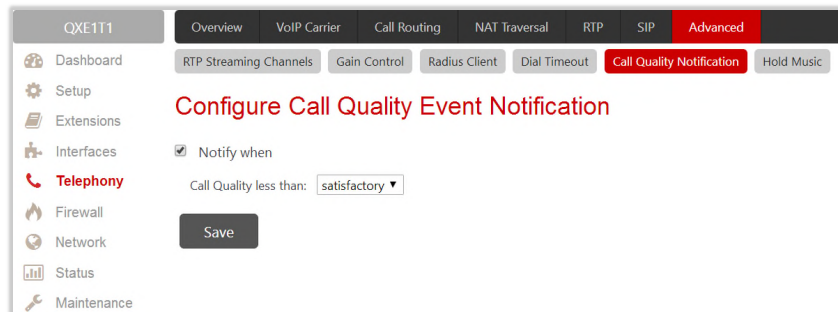 QXE1T1
Overview VoIP Carrier Call Routing NAT Traversal RTP SIP Advanced
RTP Streaming Channels Gain Control Radius Client Dial Timeout Call Quality Notification Hold Music
Dashboard
Setup
Extensions
Interfaces
Telephony
Firewall
Network
Status
Maintenance
Configure Call Quality Event Notification
Notify when
Call Quality less than: satisfactory
Save